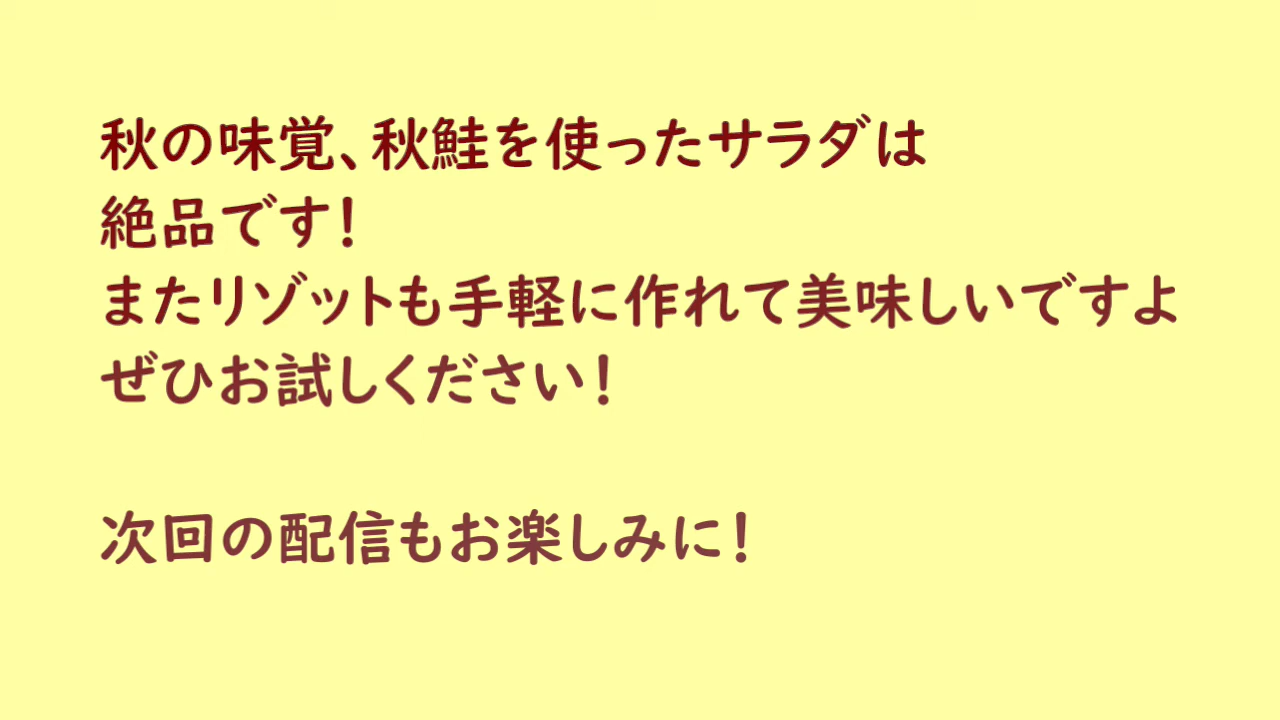 秋の味覚、秋鮭を使ったサラダは
絶品です！
またリゾットも手軽に作れて美味しいですよ
ぜひお試しください！
次回の配信もお楽しみに！